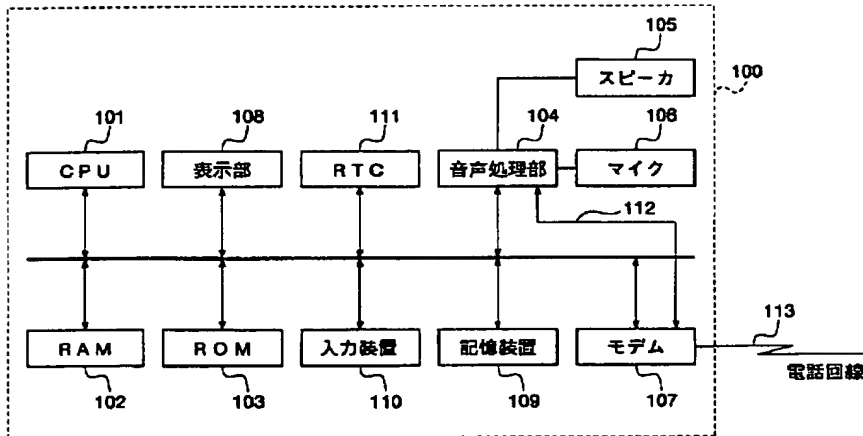 105
スピーカ
100
101
108
111
104
106
CPU
表示部
RTC
音声処理部
マイク
112
113
RAM
ROM
入力装置
記憶装置
モデム
電話回線
102
103
110
109
107